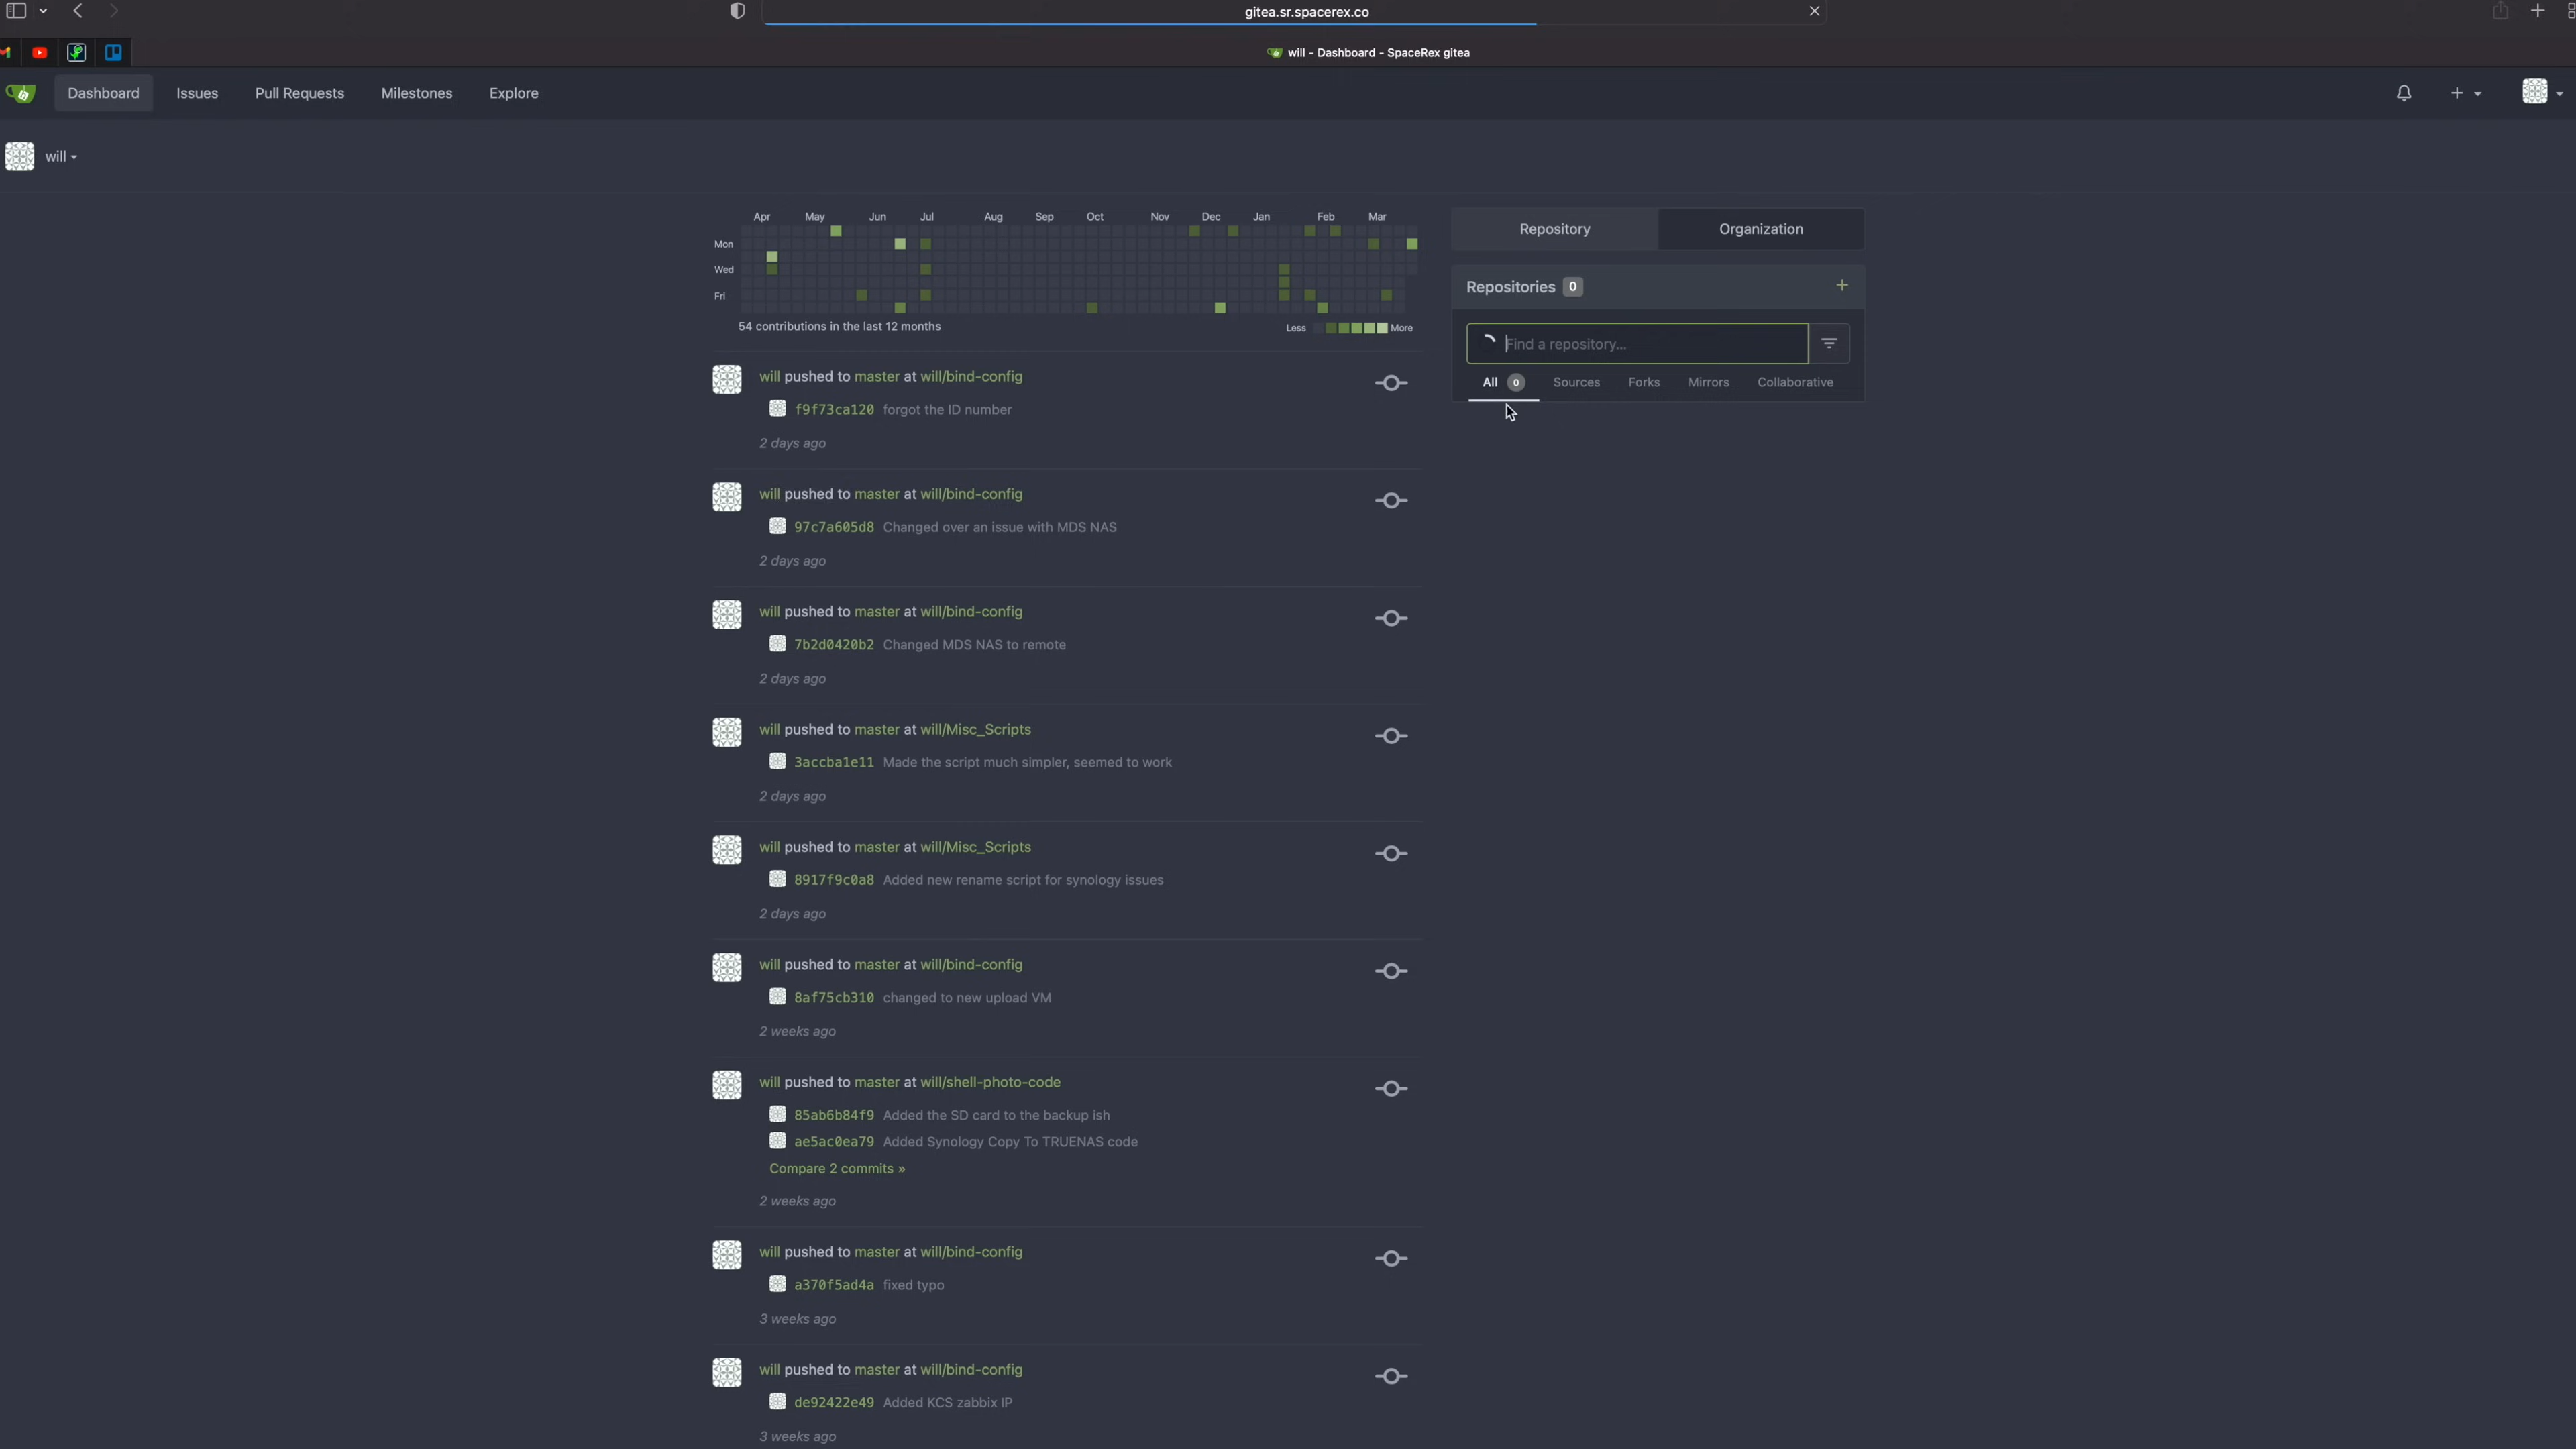 gitea.sr.spacerex.co
will - Dashboard - SpaceRex gitea
Dashboard Issues Pull Requests Milestones Explore
will
Apr May Jun Jul Aug Sep Oct Nov Dec Jan Feb Mar
Mon
Wed
Fri
54 contributions in the last 12 months
Less More
will pushed to master at will/bind-config
f9f73ca120 forgot the ID number
2 days ago
will pushed to master at will/bind-config
97c7a605d8 Changed over an issue with MDS NAS
2 days ago
will pushed to master at will/bind-config
7b2d0420b2 Changed MDS NAS to remote
2 days ago
will pushed to master at will/Misc_Scripts
3accba1e11 Made the script much simpler, seemed to work
2 days ago
will pushed to master at will/Misc_Scripts
8917f9c0a8 Added new rename script for synology issues
2 days ago
will pushed to master at will/bind-config
8af75cb310 changed to new upload VM
2 weeks ago
will pushed to master at will/shell-photo-code
85ab6b84f9 Added the SD card to the backup ish
ae5ac0ea79 Added Synology Copy To TRUENAS code
Compare 2 commits »
2 weeks ago
will pushed to master at will/bind-config
a370f5ad4a fixed typo
3 weeks ago
will pushed to master at will/bind-config
de92422e49 Added KCS zabbix IP
3 weeks ago
Repository Organization
Repositories 0
Find a repository...
All 0 Sources Forks Mirrors Collaborative